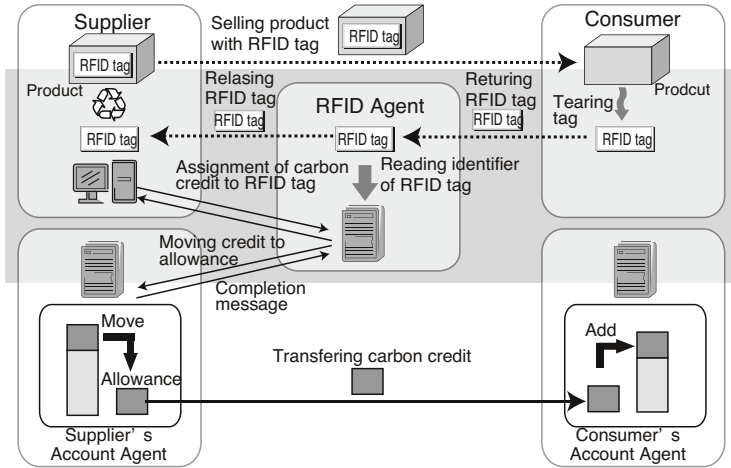 Supplier
Selling product
with RFID tag
RFID tag
Consumer
RFID tag
Product
Relasing
RFID tag
RFID tag
RFID Agent
Returing
RFID tag
RFID tag
Tearing
tag
Prodcut
RFID tag
RFID tag
RFID tag
Assignment of carbon
credit to RFID tag
Reading identifier
of RFID tag
Moving credit to
allowance
Completion
message
Move
Allowance
Transfering carbon credit
Add
Supplier' s
Account Agent
Consumer' s
Account Agent